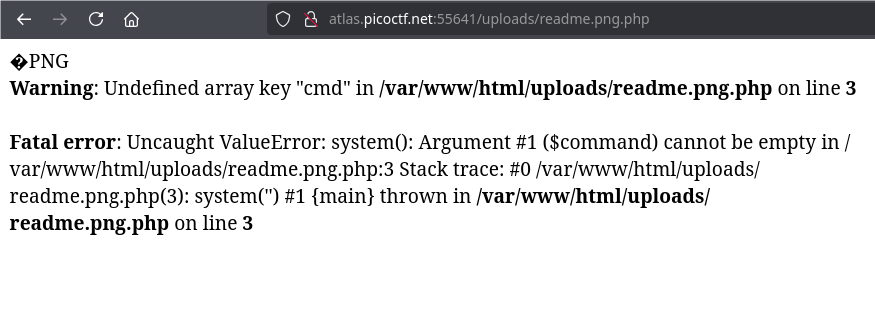 atlas.picoctf.net:55641/uploads/readme.png.php
�PNG
Warning: Undefined array key "cmd" in /var/www/html/uploads/readme.png.php on line 3
Fatal error: Uncaught ValueError: system(): Argument #1 ($command) cannot be empty in /
var/www/html/uploads/readme.png.php:3 Stack trace: #0 /var/www/html/uploads/
readme.png.php(3): system('') #1 {main} thrown in /var/www/html/uploads/
readme.png.php on line 3